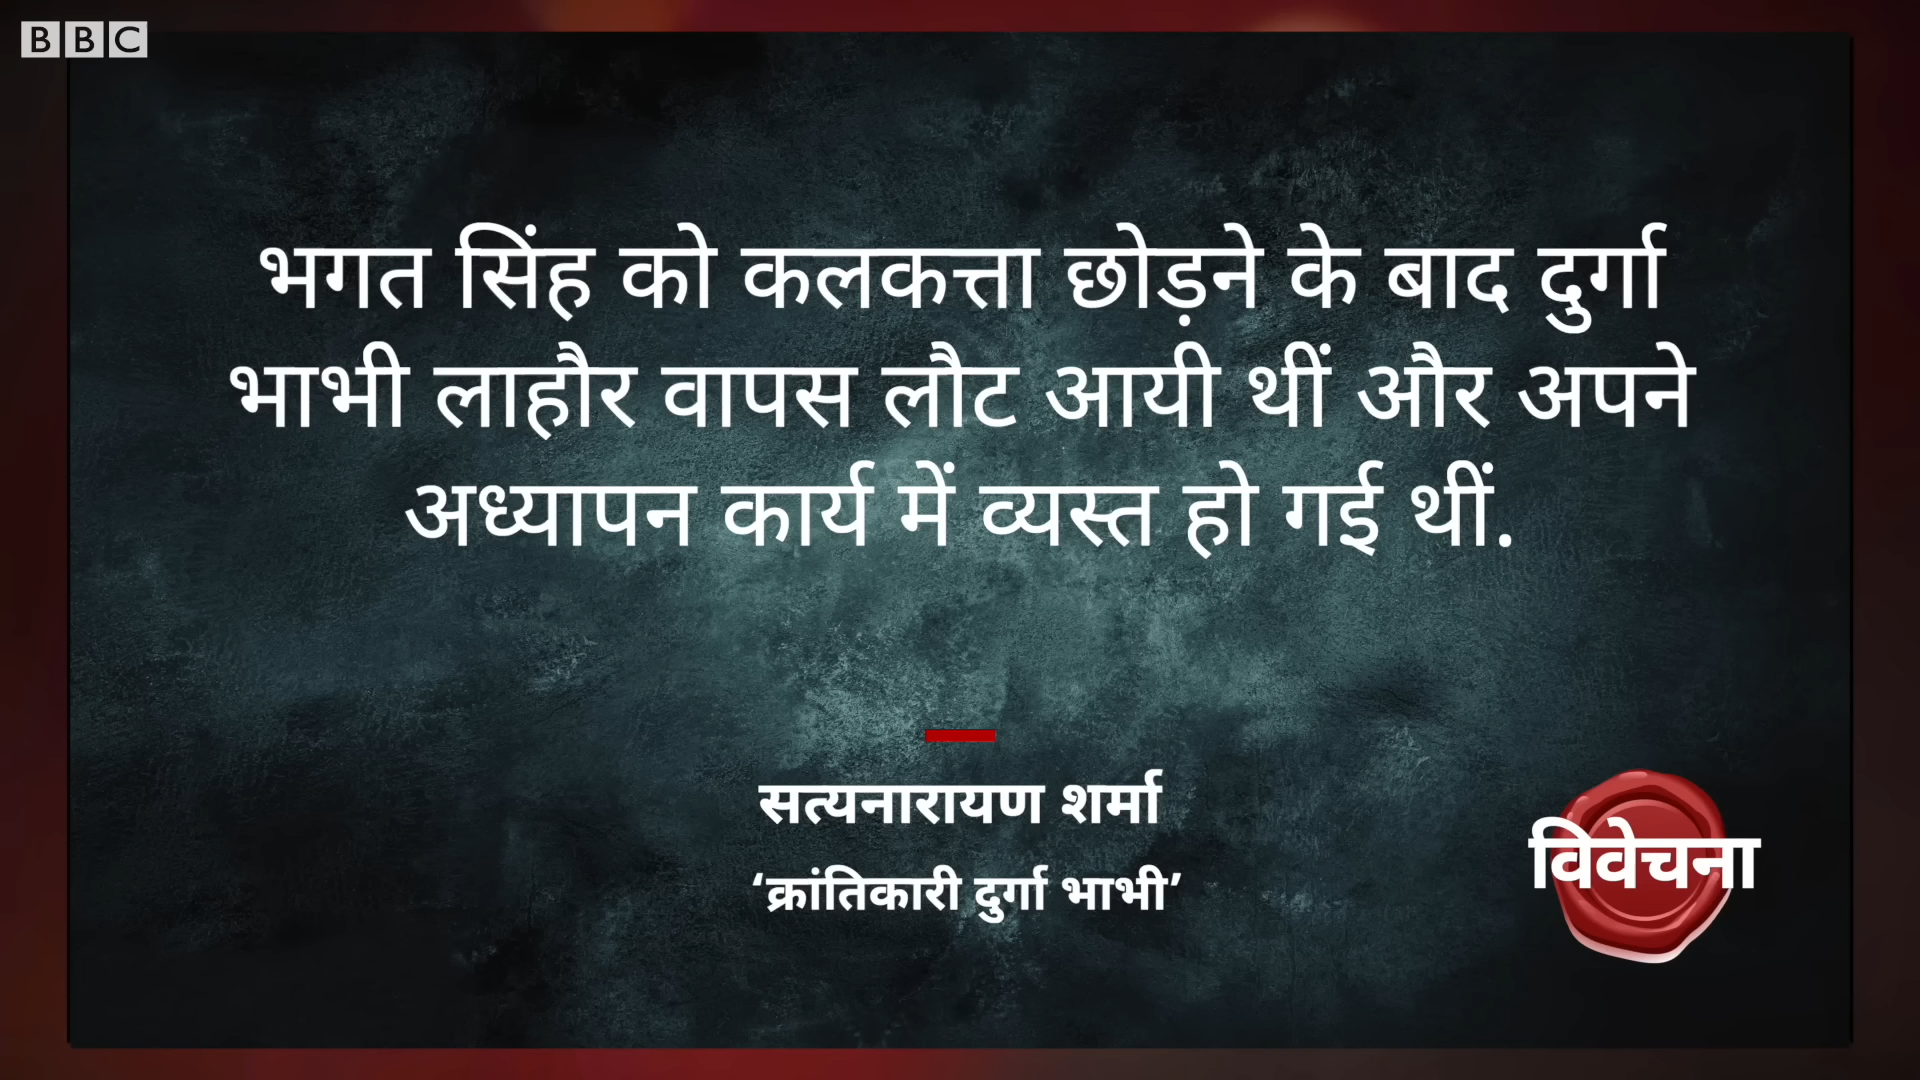 BBC
भगत सिंह को कलकत्ता छोड़ने के बाद दुर्गा
भाभी लाहौर वापस लौट आयी थीं और अपने
अध्यापन कार्य में व्यस्त हो गई थीं.
सत्यनारायण शर्मा
‘क्रांतिकारी दुर्गा भाभी’
विवेचना